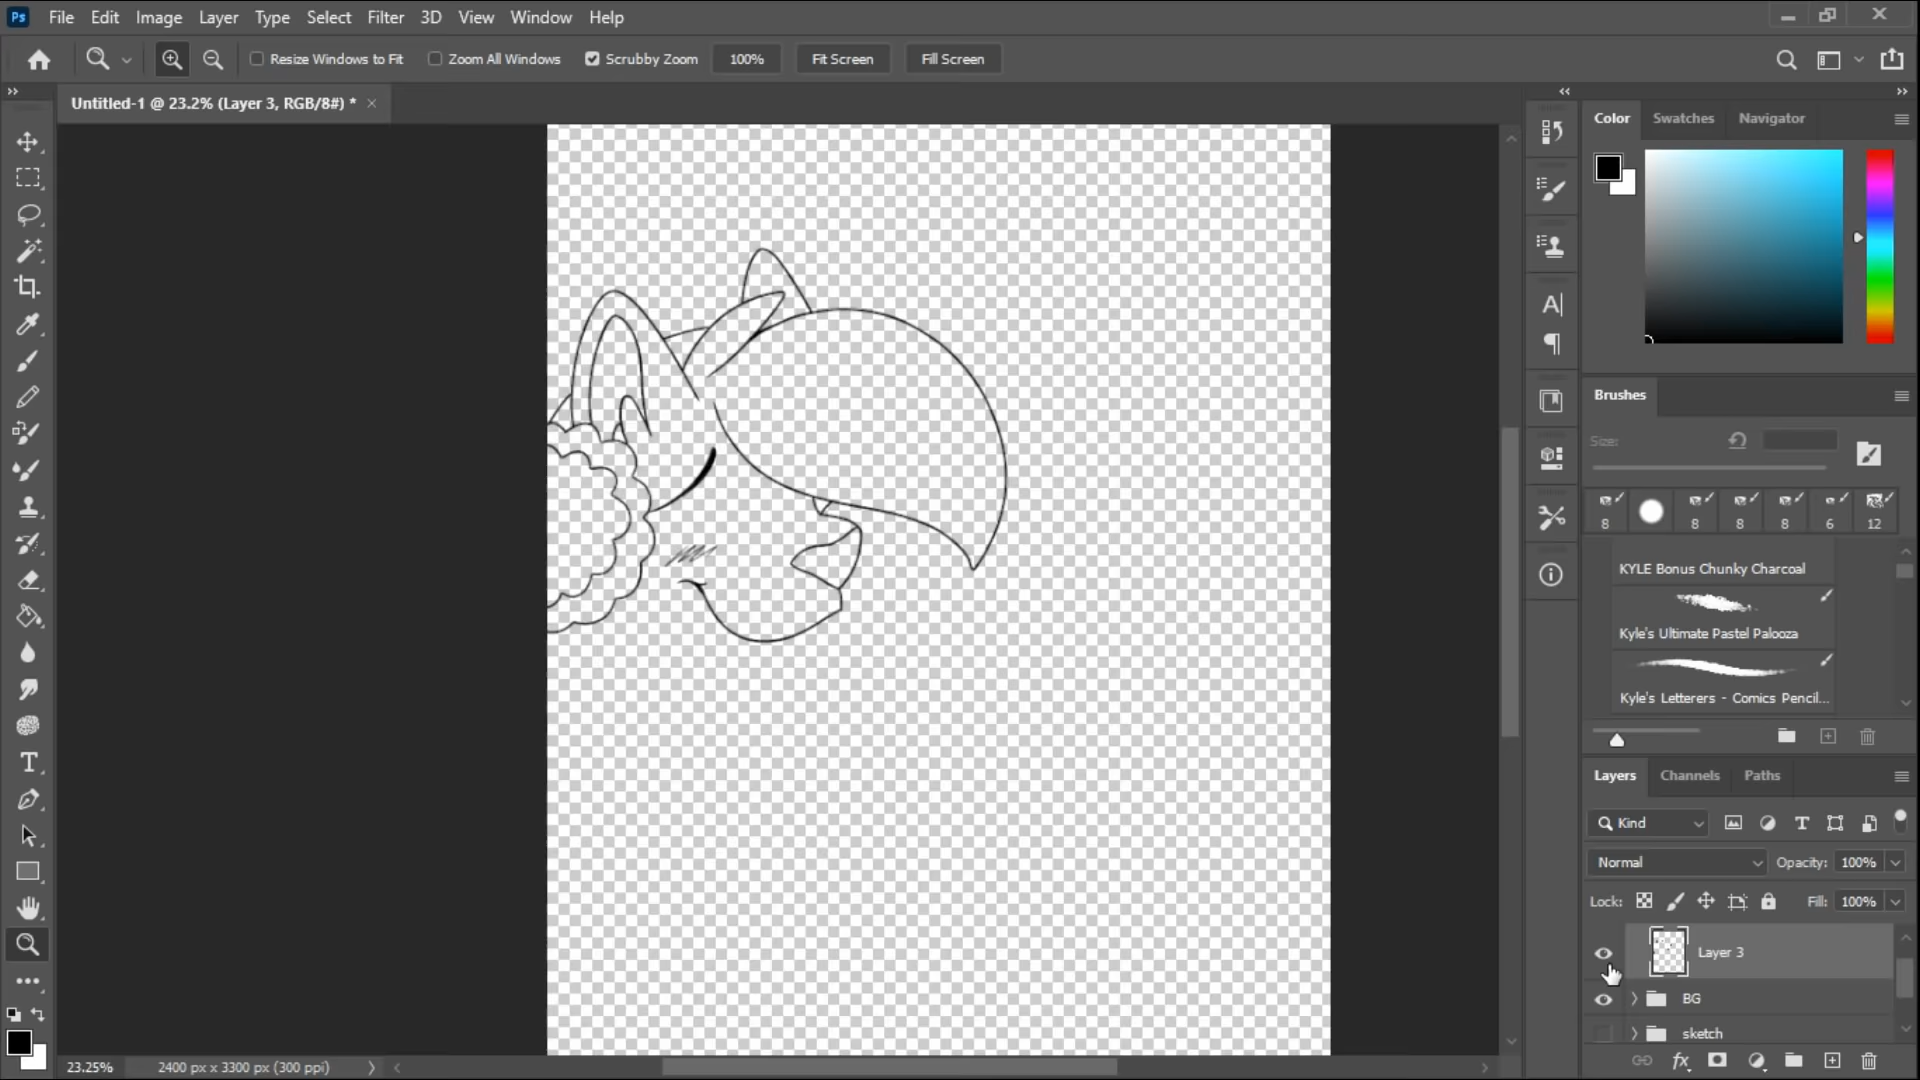 Ps File Edit Image Layer Type Select Filter 3D View Window Help
Resize Windows to Fit Zoom All Windows Scrubby Zoom 100% Fit Screen Fill Screen
Untitled-1 @ 23.2% (Layer 3, RGB/8#) *
Color Swatches Navigator
Brushes
Size:
8 8 8 8 6 12
KYLE Bonus Chunky Charcoal
Kyle's Ultimate Pastel Palooza
Kyle's Letterers - Comics Pencil...
Layers Channels Paths
Kind
Normal Opacity: 100%
Lock: Fill: 100%
Layer 3
BG
sketch
23.25% 2400 px x 3300 px (300 ppi)